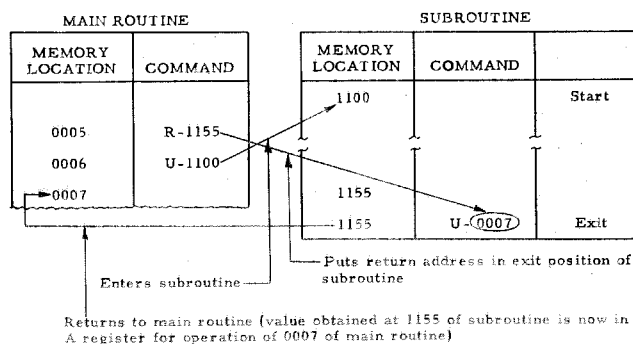 MAIN ROUTINE
SUBROUTINE
MEMORY LOCATION
COMMAND
MEMORY LOCATION
COMMAND
1100
Start
0005
R-1155
0006
U-1100
0007
1155
1155
U-0007
Exit
Enters subroutine
Puts return address in exit position of
subroutine
Returns to main routine (value obtained at 1155 of subroutine is now in
A register for operation of 0007 of main routine)